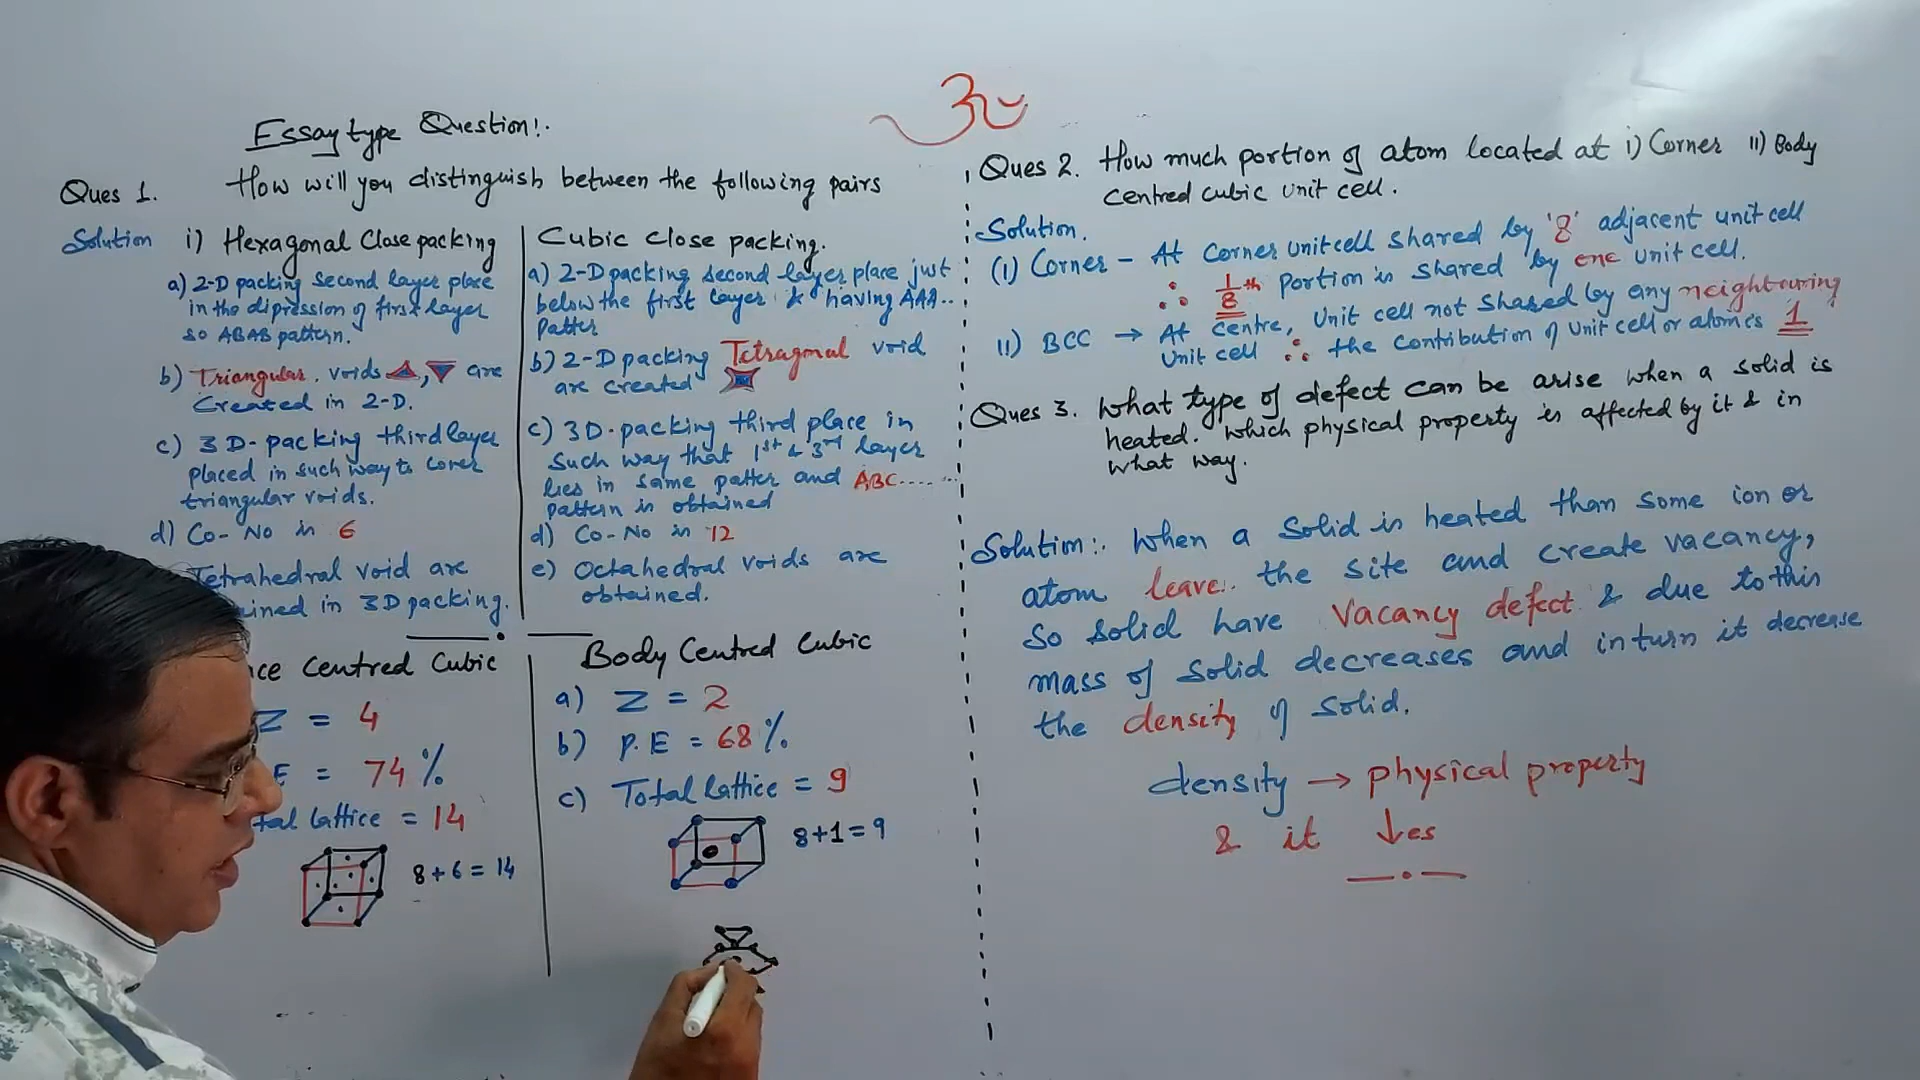 ॐ
Essay type Question:.
Ques 1. How will you distinguish between the following pairs
Solution i) Hexagonal Close packing
a) 2-D packing second layer place
in the dipression of first layer
so ABAB pattern.
b) Triangular. voids , are
Created in 2-D.
c) 3 D- packing third layer
placed in such way to cover
triangular voids.
d) Co- No is 6
Tetrahedral void are
ained in 3D packing.
Cubic close packing.
a) 2-D packing second layer place just
below the first layer & having AAA..
Patter
b) 2-D packing Tetragonal void
are created
c) 3D-packing third place in
Such way that 1st & 3rd layer
lies in same patter and ABC......
pattern is obtained
d) Co-No is 12
e) Octahedral voids are
obtained.
ce Centred Cubic
Z = 4
E = 74%
tal lattice = 14
8+6=14
Body Centred Cubic
a) Z = 2
b) P.E = 68%
c) Total lattice = 9
8+1=9
Ques 2. How much portion of atom located at i) Corner ii) Body
Centred cubic unit cell.
Solution.
(i) Corner - At Corner unit cell shared by '8' adjacent unit cell
∴ 1/8 th portion is shared by one unit cell.
ii) BCC → At centre, unit cell not shared by any neighbouring
unit cell ∴ the contribution of unit cell or atom is 1
Ques 3. What type of defect can be arise when a solid is
heated. which physical property is affected by it & in
what way.
Solution:. When a solid is heated than some ion or
atom leave. the site and create vacancy,
So solid have Vacancy defect & due to this
mass of solid decreases and in turn it decrease
the density of solid.
density → physical property
& it ↓es